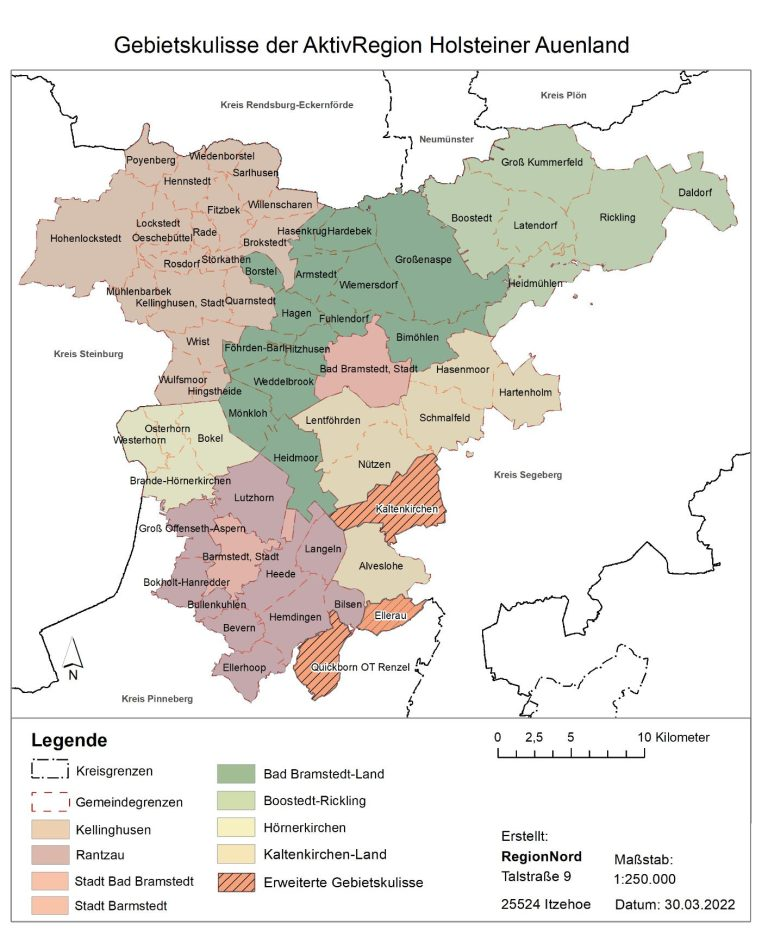 Gebietskulisse der AktivRegion Holsteiner Auenland
Kreis Plön
Kreis Rendsburg-Eckernförde
Neumünster
Poyenberg
Wiedenborstel
Sarlhusen
Hennstedt
Groß Kummerfeld
Daldorf
Willenscharen
Fitzbek
Lockstedt
Boostedt
Rickling
Latendorf
Hohenlockstedt
Oeschebüttel
Rade
Hasenkrug
Hardebek
Brokstedt
Rosdorf
Störkathen
Großenaspe
Borstel
Armstedt
Wiemersdorf
Heidmühlen
Mühlenbarbek
Kellinghusen, Stadt
Quarnstedt
Hagen
Fuhlendorf
Bimöhlen
Wrist
Föhrden-Barl
Hitzhusen
Kreis Steinburg
Bad Bramstedt, Stadt
Hasenmoor
Wulfsmoor
Weddelbrook
Hingstheide
Hartenholm
Mönkloh
Lentföhrden
Schmalfeld
Osterhorn
Westerhorn
Bokel
Heidmoor
Nützen
Kreis Segeberg
Brande-Hörnerkirchen
Lutzhorn
Kaltenkirchen
Groß Offenseth-Aspern
Langeln
Barmstedt, Stadt
Alveslohe
Heede
Bokholt-Hanredder
Bullenkuhlen
Bilsen
Hemdingen
Ellerau
Bevern
Ellerhoop
Quickborn OT Renzel
N
Kreis Pinneberg
Legende
Kreisgrenzen
Gemeindegrenzen
Kellinghusen
Rantzau
Stadt Bad Bramstedt
Stadt Barmstedt
Bad Bramstedt-Land
Boostedt-Rickling
Hörnerkirchen
Kaltenkirchen-Land
Erweiterte Gebietskulisse
0 2,5 5 10 Kilometer
Erstellt:
RegionNord
Talstraße 9
25524 Itzehoe
Maßstab:
1:250.000
Datum: 30.03.2022